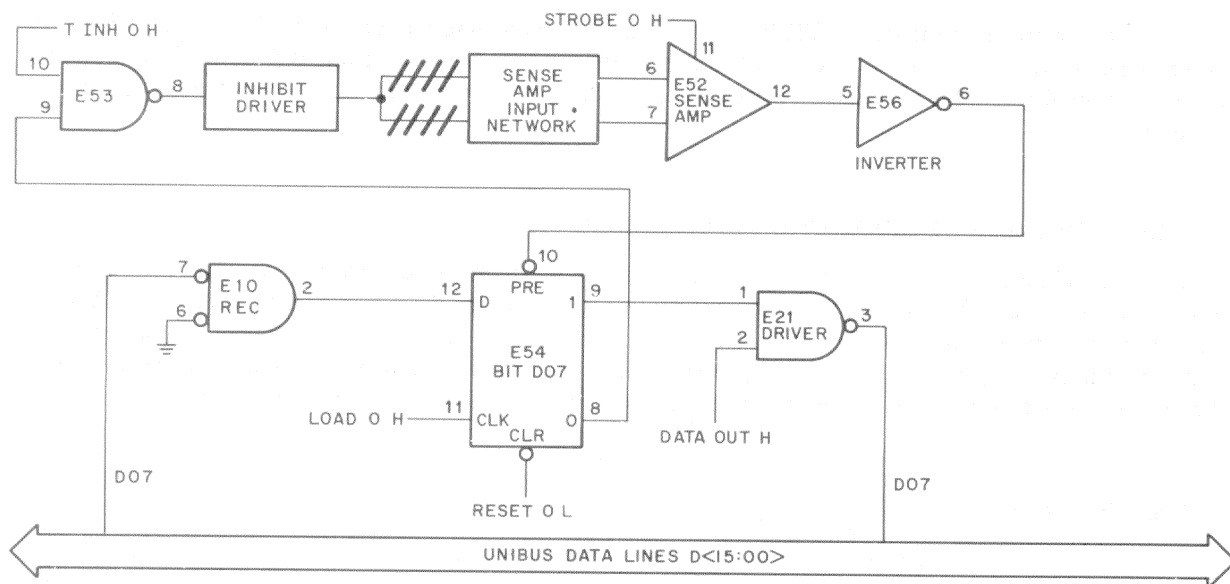 STROBE 0 H
T INH 0 H
11
10
E53
8
INHIBIT
DRIVER
SENSE
AMP
INPUT
NETWORK
6
E52
SENSE
AMP
12
5
E56
6
9
7
INVERTER
10
7
E10
REC
2
12
D
PRE
1
9
1
E21
DRIVER
3
6
2
E54
BIT D07
LOAD 0 H
11
CLK
0
8
CLR
DATA OUT H
D07
D07
RESET 0 L
UNIBUS DATA LINES D<15:00>